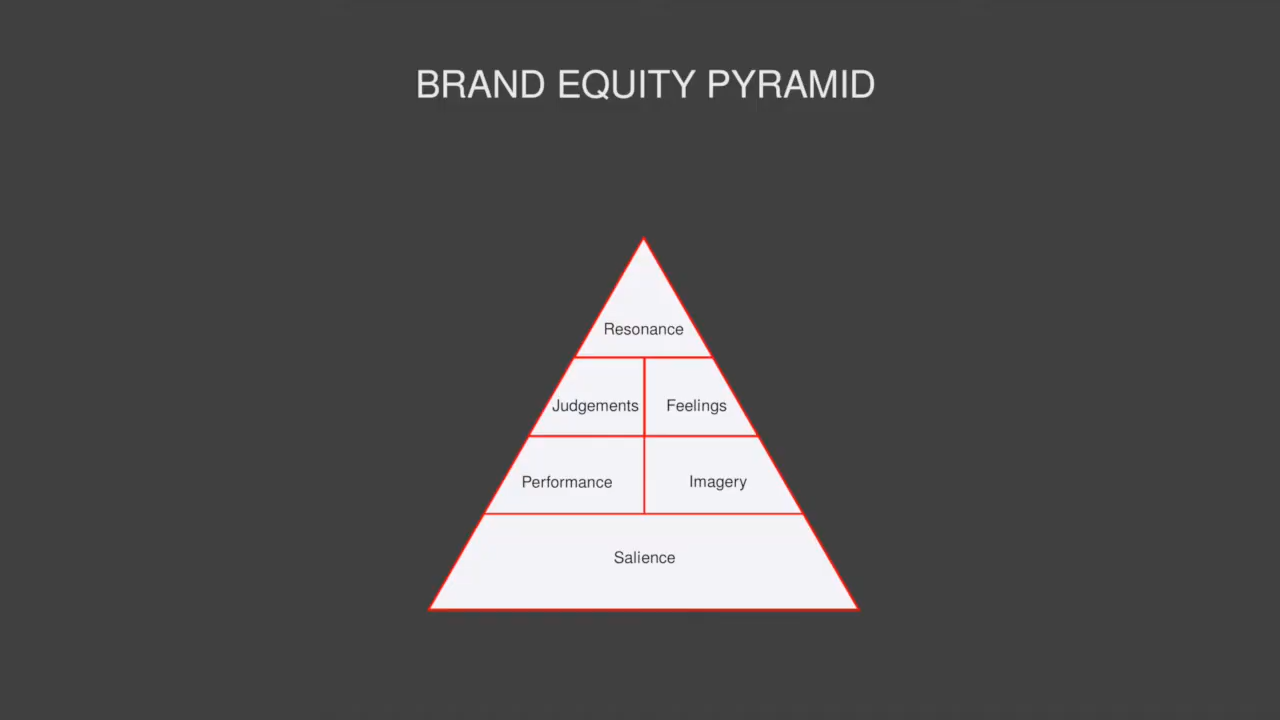 BRAND EQUITY PYRAMID
Resonance
Judgements Feelings
Performance Imagery
Salience